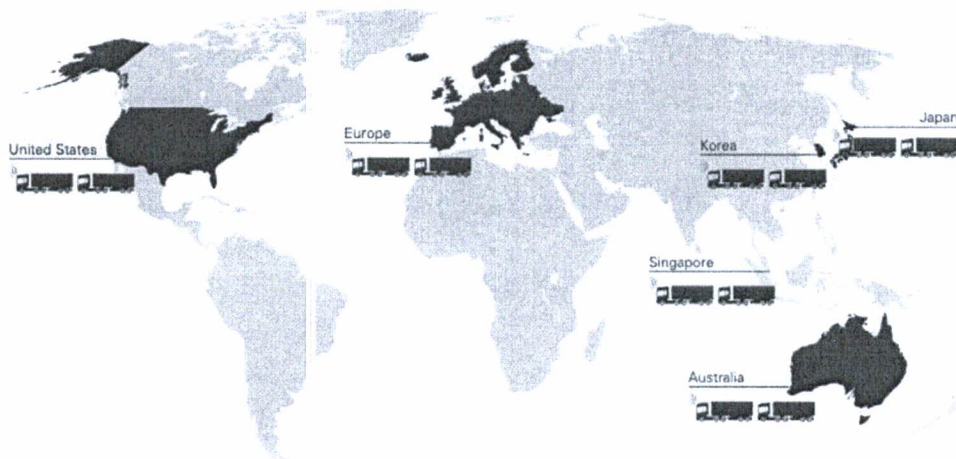 Japan
Europe
United States
Korea
Singapore
Australia